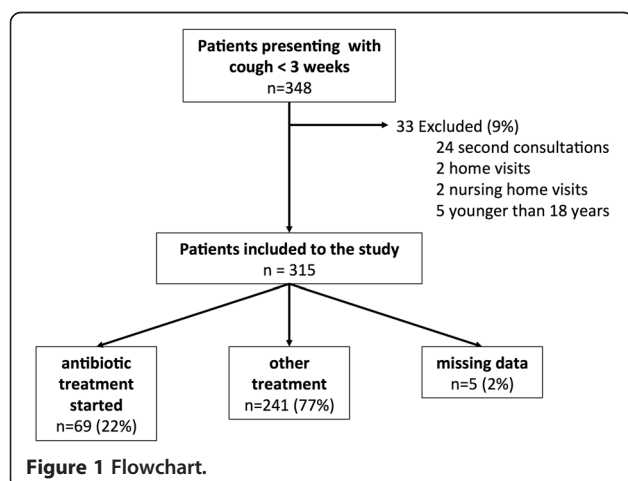 Patients presenting with
cough < 3 weeks
n=348
33 Excluded (9%)
24 second consultations
2 home visits
2 nursing home visits
5 younger than 18 years
Patients included to the study
n = 315
antibiotic
treatment
started
n=69 (22%)
other
treatment
n=241 (77%)
missing data
n=5 (2%)
Figure 1 Flowchart.